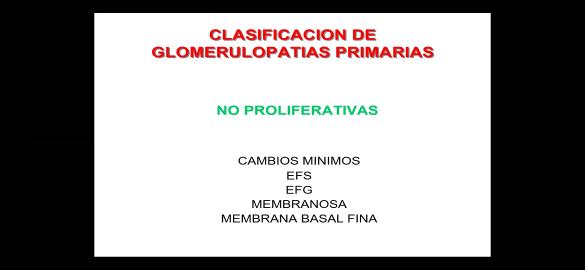 CLASIFICACION DE
GLOMERULOPATIAS PRIMARIAS
NO PROLIFERATIVAS
CAMBIOS MINIMOS
EFS
EFG
MEMBRANOSA
MEMBRANA BASAL FINA